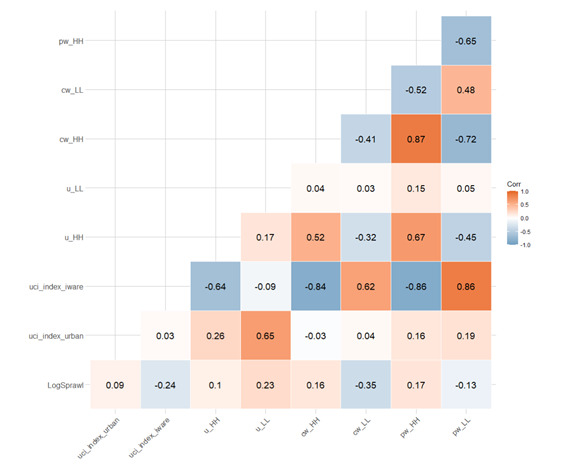 pw_HH -0.65
cw_LL -0.52 0.48
cw_HH -0.41 0.87 -0.72
u_LL 0.04 0.03 0.15 0.05
u_HH 0.17 0.52 -0.32 0.67 -0.45
uci_index_iware -0.64 -0.09 -0.84 0.62 -0.86 0.86
uci_index_urban 0.03 0.26 0.65 -0.03 0.04 0.16 0.19
LogSprawl 0.09 -0.24 0.1 0.23 0.16 -0.35 0.17 -0.13
uci_index_urban uci_index_iware u_HH u_LL cw_HH cw_LL pw_HH pw_LL
Corr
1.0
0.5
0.0
-0.5
-1.0